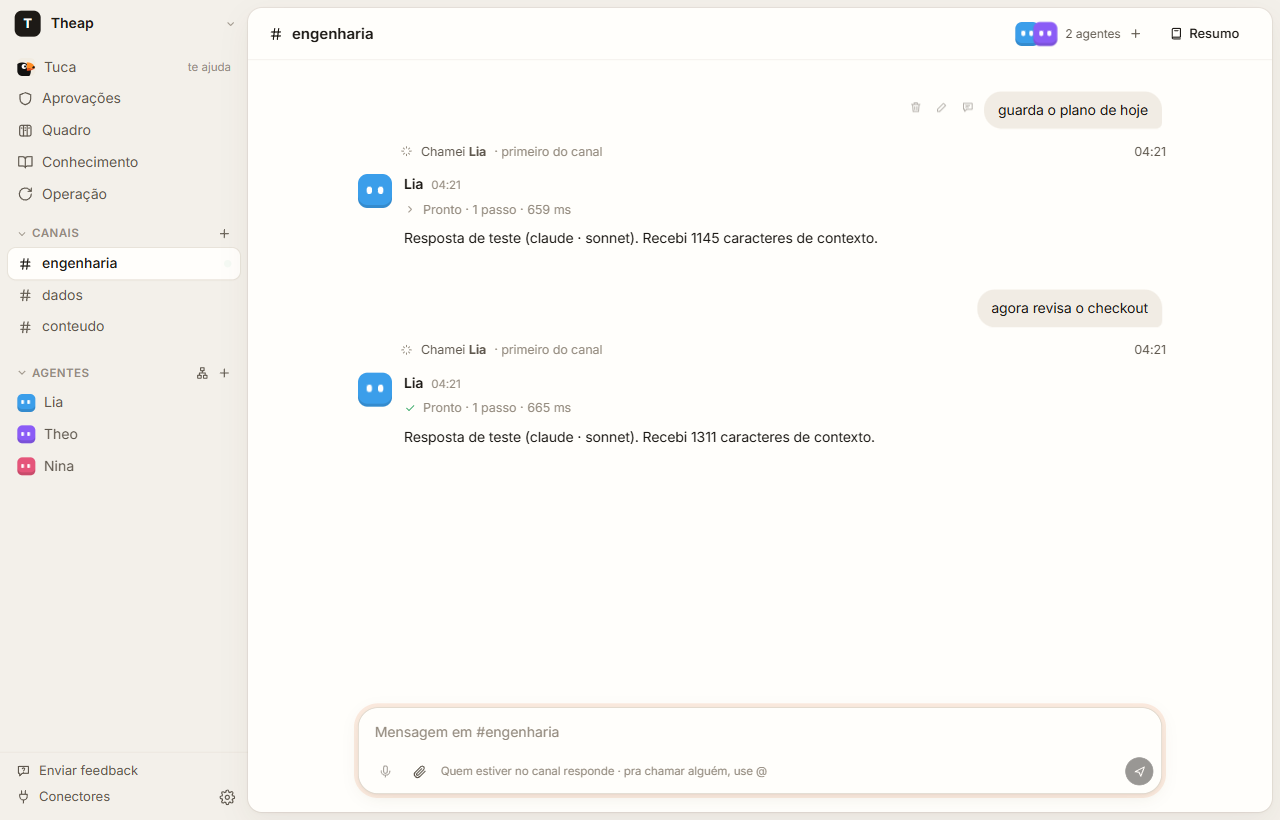 T Theap
Tuca te ajuda
Aprovações
Quadro
Conhecimento
Operação
CANAIS
# engenharia
# dados
# conteudo
AGENTES
Lia
Theo
Nina
Enviar feedback
Conectores
# engenharia
2 agentes
Resumo
guarda o plano de hoje
Chamei Lia · primeiro do canal 04:21
Lia 04:21
Pronto · 1 passo · 659 ms
Resposta de teste (claude · sonnet). Recebi 1145 caracteres de contexto.
agora revisa o checkout
Chamei Lia · primeiro do canal 04:21
Lia 04:21
Pronto · 1 passo · 665 ms
Resposta de teste (claude · sonnet). Recebi 1311 caracteres de contexto.
Mensagem em #engenharia
Quem estiver no canal responde · pra chamar alguém, use @